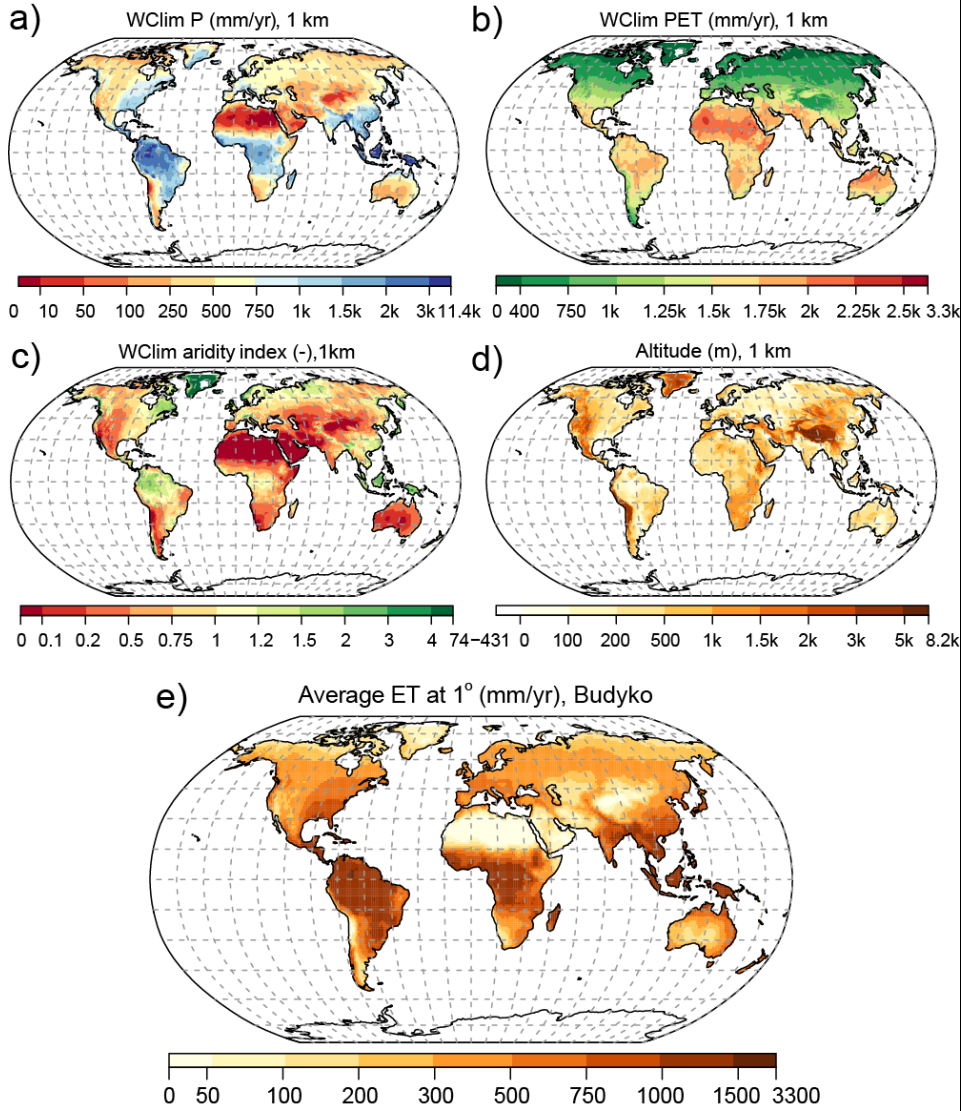 a) WClim P (mm/yr), 1 km
b) WClim PET (mm/yr), 1 km
0 10 50 100 250 500 750 1k 1.5k 2k 3k 11.4k
0 400 750 1k 1.25k 1.5k 1.75k 2k 2.25k 2.5k 3.3k
c) WClim aridity index (-),1km
d) Altitude (m), 1 km
0 0.1 0.2 0.5 0.75 1 1.2 1.5 2 3 4 74
−431 0 100 200 500 1k 1.5k 2k 3k 5k 8.2k
e) Average ET at 1° (mm/yr), Budyko
0 50 100 200 300 500 750 1000 1500 3300